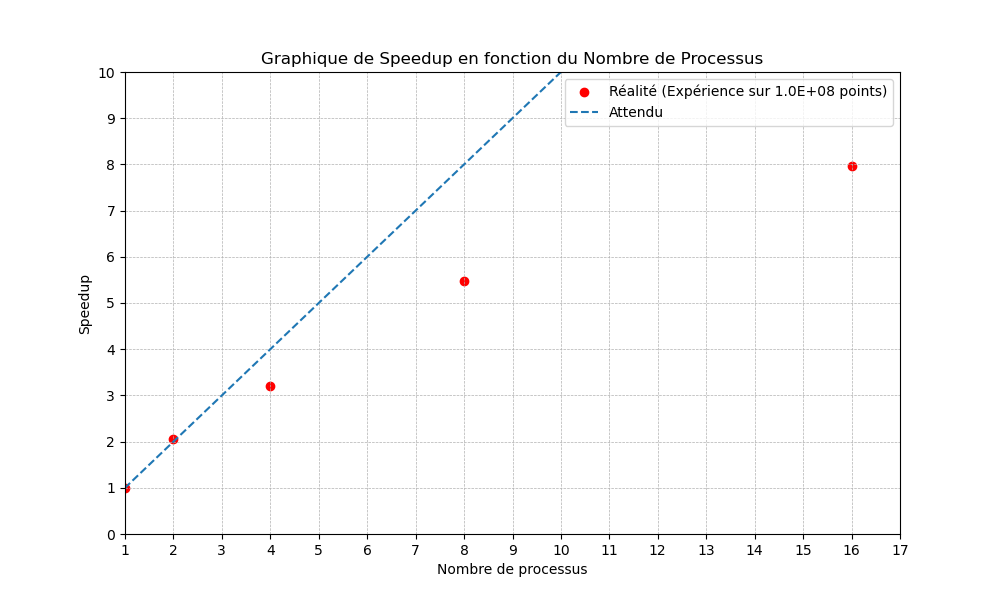 Graphique de Speedup en fonction du Nombre de Processus
Réalité (Expérience sur 1.0E+08 points)
Attendu
Speedup
10
9
8
7
6
5
4
3
2
1
0
1 2 3 4 5 6 7 8 9 10 11 12 13 14 15 16 17
Nombre de processus